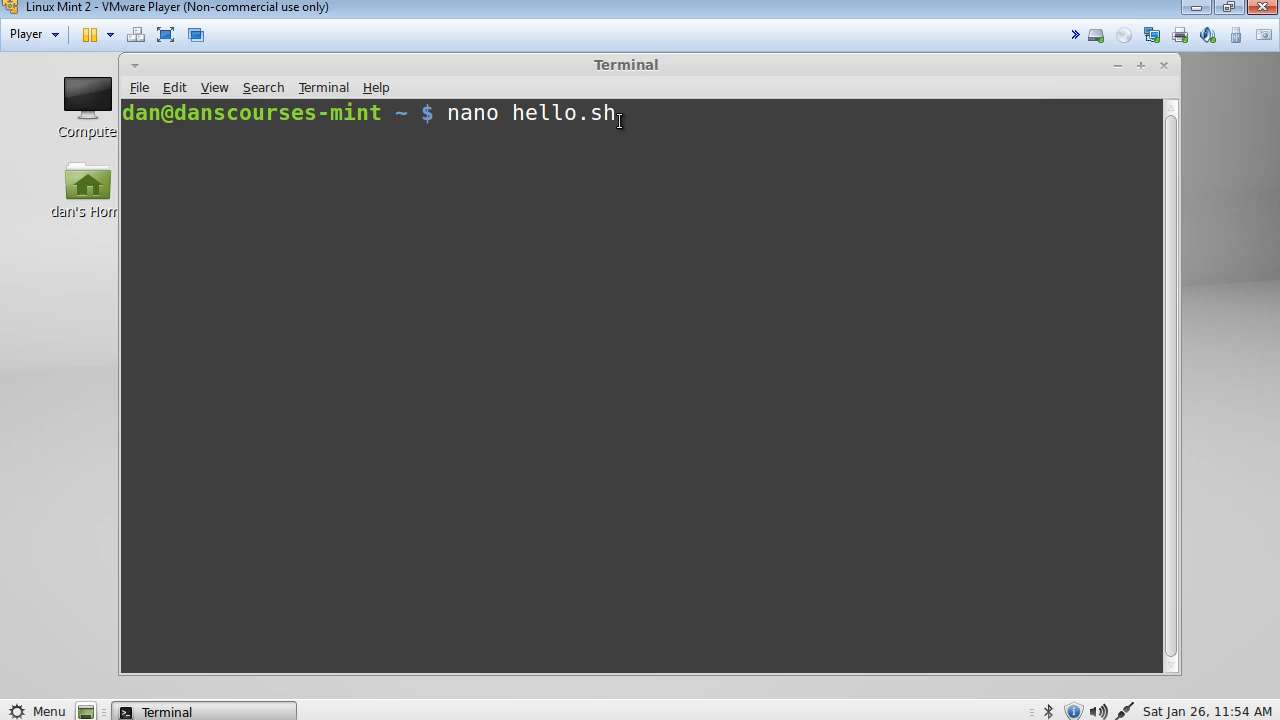 Linux Mint 2 - VMware Player (Non-commercial use only)
Player
Terminal
File Edit View Search Terminal Help
dan@danscourses-mint ~ $ nano hello.sh
Compute
dan's Hom
Menu
Terminal
Sat Jan 26, 11:54 AM